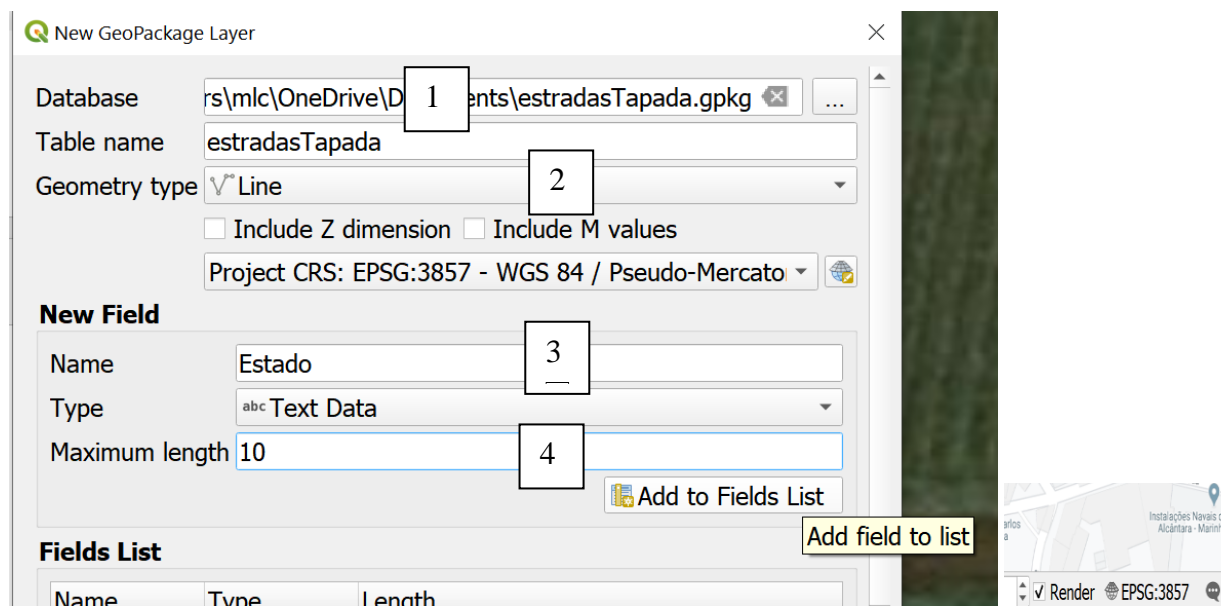 New GeoPackage Layer
Database rs\mlc\OneDrive\D ents\estradasTapada.gpkg ...
1
Table name estradasTapada
Geometry type Line
2
Include Z dimension Include M values
Project CRS: EPSG:3857 - WGS 84 / Pseudo-Mercato
New Field
Name Estado
3
Type abc Text Data
Maximum length 10
4
Add to Fields List
Add field to list
Fields List
Name Type Length
Instalações Navais
Alcântara - Marinh
arlos
a
Render EPSG:3857